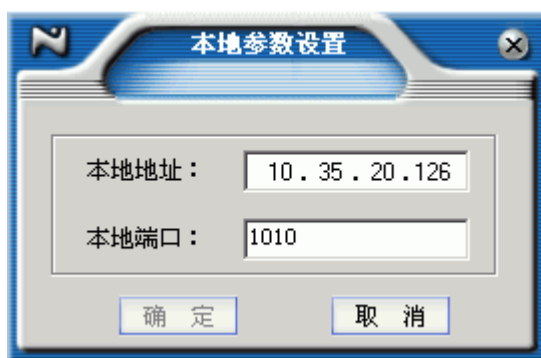 本地参数设置
本地地址： 10 . 35 . 20 .126
本地端口： 1010
确 定 取 消